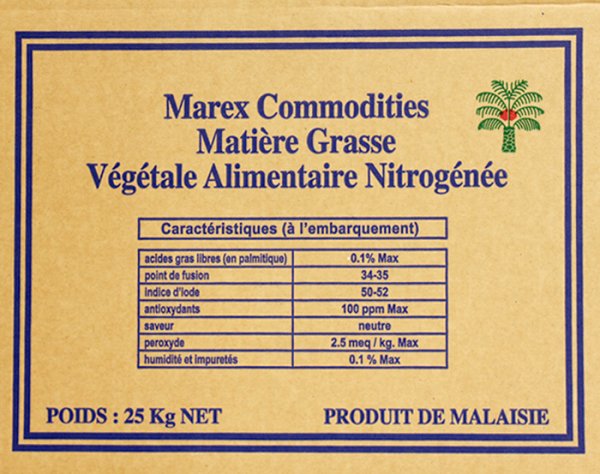 Marex Commodities
Matière Grasse
Végétale Alimentaire Nitrogénée
Caractéristiques (à l'embarquement)
acides gras libres (en palmitique) 0.1% Max
point de fusion 34-35
indice d'iode 50-52
antioxydants 100 ppm Max
saveur neutre
peroxyde 2.5 meq / kg. Max
humidité et impuretés 0.1 % Max
POIDS : 25 Kg NET PRODUIT DE MALAISIE